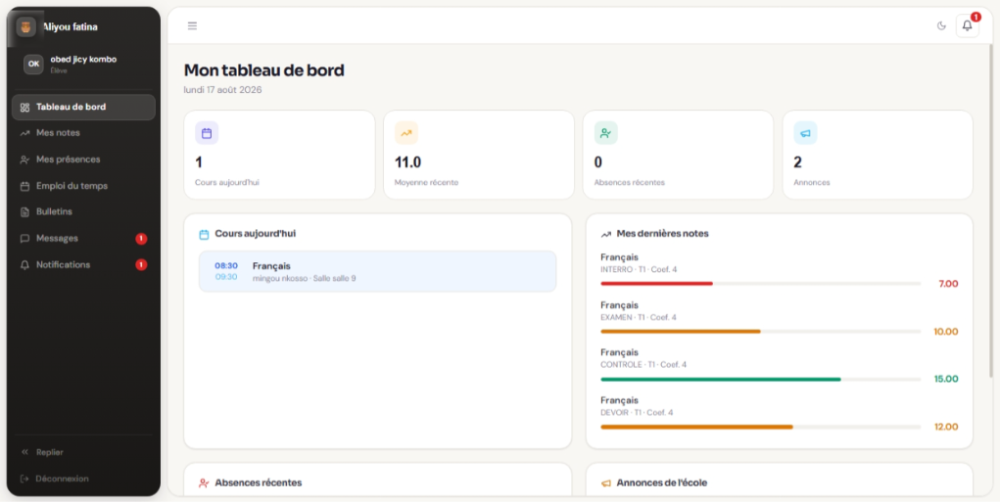 Aliyou fatina
OK
obed jicy kombo
Élève
Tableau de bord
Mes notes
Mes présences
Emploi du temps
Bulletins
Messages
1
Notifications
1
Replier
Déconnexion
1
Mon tableau de bord
lundi 17 août 2026
1
Cours aujourd'hui
11.0
Moyenne récente
0
Absences récentes
2
Annonces
Cours aujourd'hui
08:30
Français
09:30
mingou nkosso · Salle salle 9
Mes dernières notes
Français
INTERRO · T1 · Coef. 4
7.00
Français
EXAMEN · T1 · Coef. 4
10.00
Français
CONTROLE · T1 · Coef. 4
15.00
Français
DEVOIR · T1 · Coef. 4
12.00
Absences récentes
Annonces de l'école